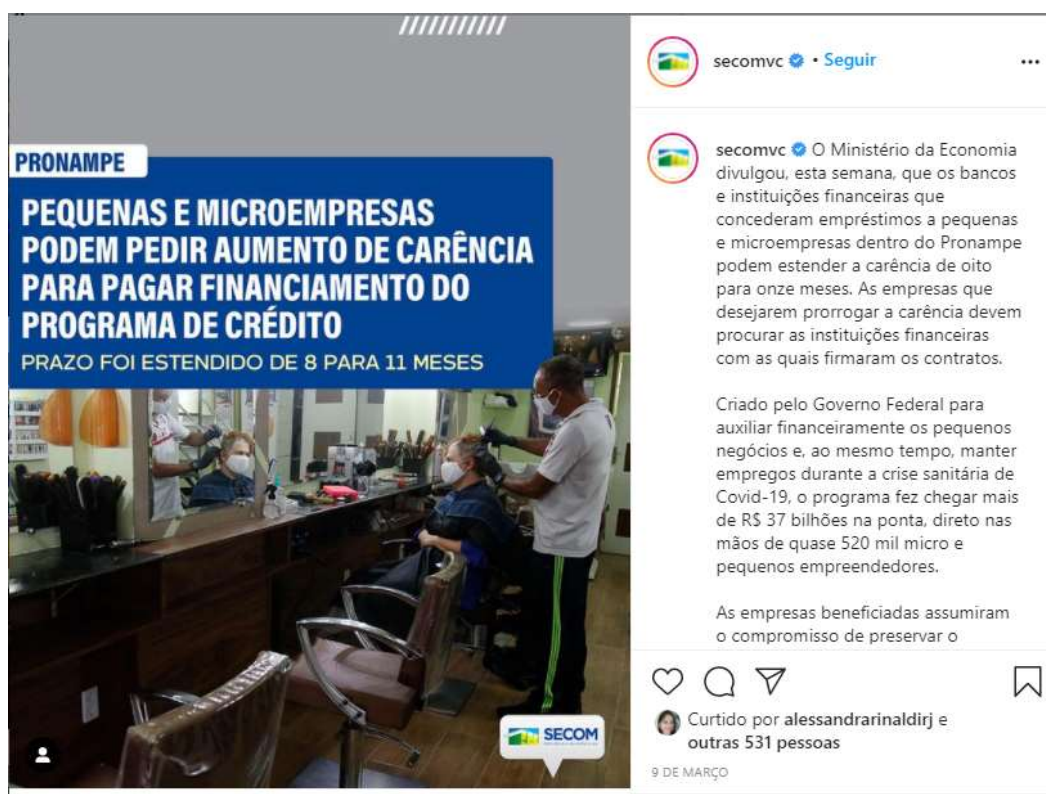 PRONAMPE
PEQUENAS E MICROEMPRESAS
PODEM PEDIR AUMENTO DE CARÊNCIA
PARA PAGAR FINANCIAMENTO DO
PROGRAMA DE CRÉDITO
PRAZO FOI ESTENDIDO DE 8 PARA 11 MESES
SECOM
secomvc • Seguir
secomvc O Ministério da Economia
divulgou, esta semana, que os bancos
e instituições financeiras que
concederam empréstimos a pequenas
e microempresas dentro do Pronampe
podem estender a carência de oito
para onze meses. As empresas que
desejarem prorrogar a carência devem
procurar as instituições financeiras
com as quais firmaram os contratos.
Criado pelo Governo Federal para
auxiliar financeiramente os pequenos
negócios e, ao mesmo tempo, manter
empregos durante a crise sanitária de
Covid-19, o programa fez chegar mais
de R$ 37 bilhões na ponta, direto nas
mãos de quase 520 mil micro e
pequenos empreendedores.
As empresas beneficiadas assumiram
o compromisso de preservar o
Curtido por alessandrarinaldirj e
outras 531 pessoas
9 DE MARÇO